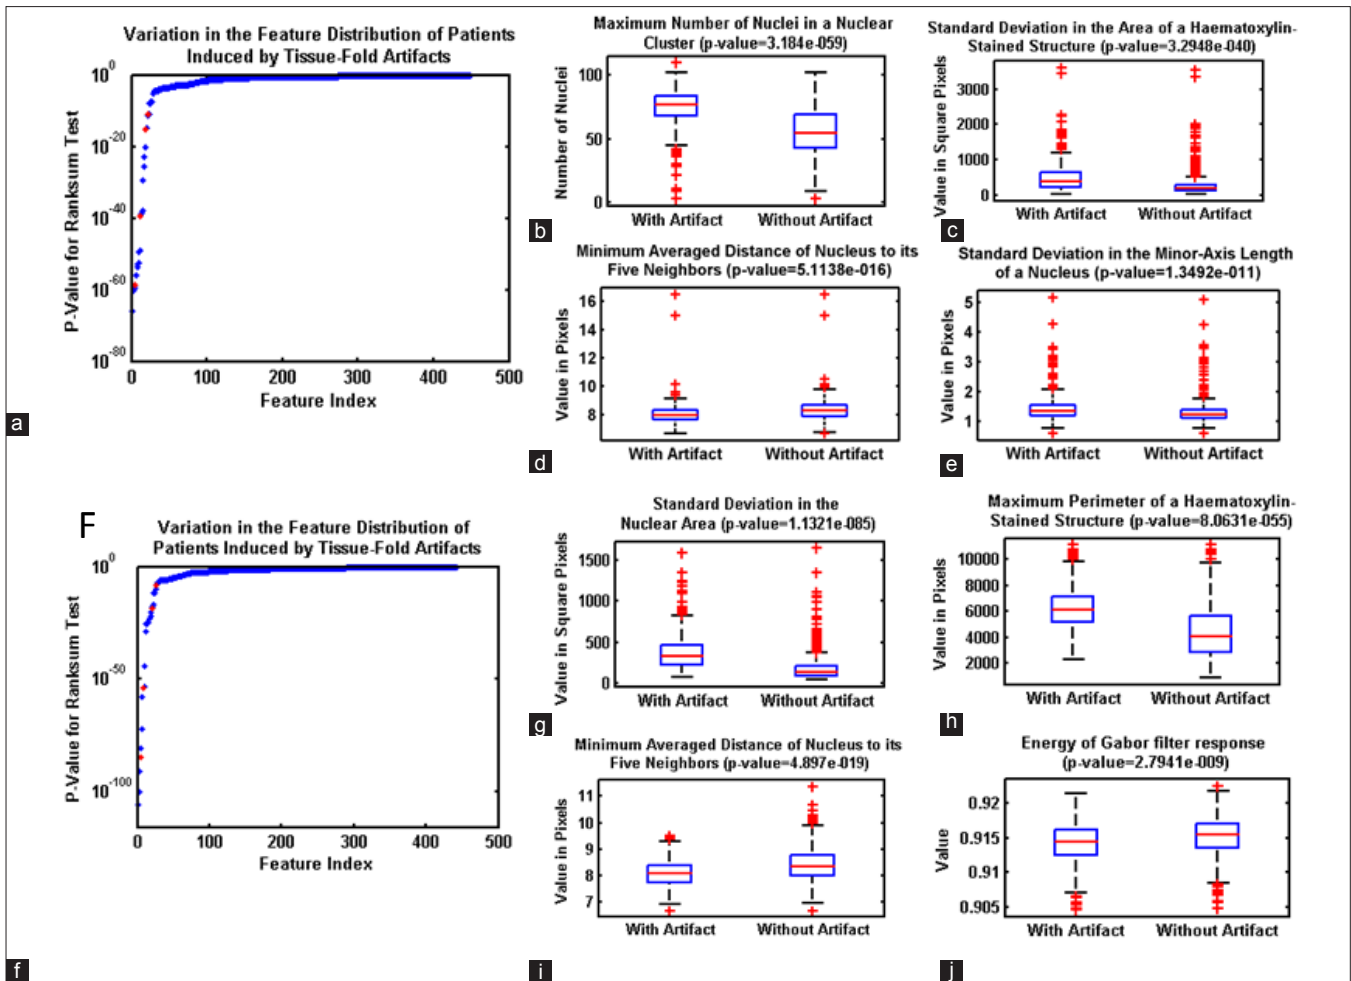 Variation in the Feature Distribution of Patients
Induced by Tissue-Fold Artifacts
P-Value for Ranksum Test
10^0
10^-20
10^-40
10^-60
10^-80
0 100 200 300 400 500
Feature Index
a
Maximum Number of Nuclei in a Nuclear
Cluster (p-value=3.184e-059)
Number of Nuclei
100
50
0
With Artifact Without Artifact
b
Standard Deviation in the Area of a Haematoxylin-
Stained Structure (p-value=3.2948e-040)
Value in Square Pixels
3000
2000
1000
0
With Artifact Without Artifact
c
Minimum Averaged Distance of Nucleus to its
Five Neighbors (p-value=5.1138e-016)
Value in Pixels
16
14
12
10
8
With Artifact Without Artifact
d
Standard Deviation in the Minor-Axis Length
of a Nucleus (p-value=1.3492e-011)
Value in Pixels
5
4
3
2
1
With Artifact Without Artifact
e
F
Variation in the Feature Distribution of
Patients Induced by Tissue-Fold Artifacts
P-Value for Ranksum Test
10^0
10^-50
10^-100
0 100 200 300 400 500
Feature Index
f
Standard Deviation in the
Nuclear Area (p-value=1.1321e-085)
Value in Square Pixels
1500
1000
500
0
With Artifact Without Artifact
g
Maximum Perimeter of a Haematoxylin-
Stained Structure (p-value=8.0631e-055)
Value in Pixels
10000
8000
6000
4000
2000
With Artifact Without Artifact
h
Minimum Averaged Distance of Nucleus to its
Five Neighbors (p-value=4.897e-019)
Value in Pixels
11
10
9
8
7
With Artifact Without Artifact
i
Energy of Gabor filter response
(p-value=2.7941e-009)
Value
0.92
0.915
0.91
0.905
With Artifact Without Artifact
j